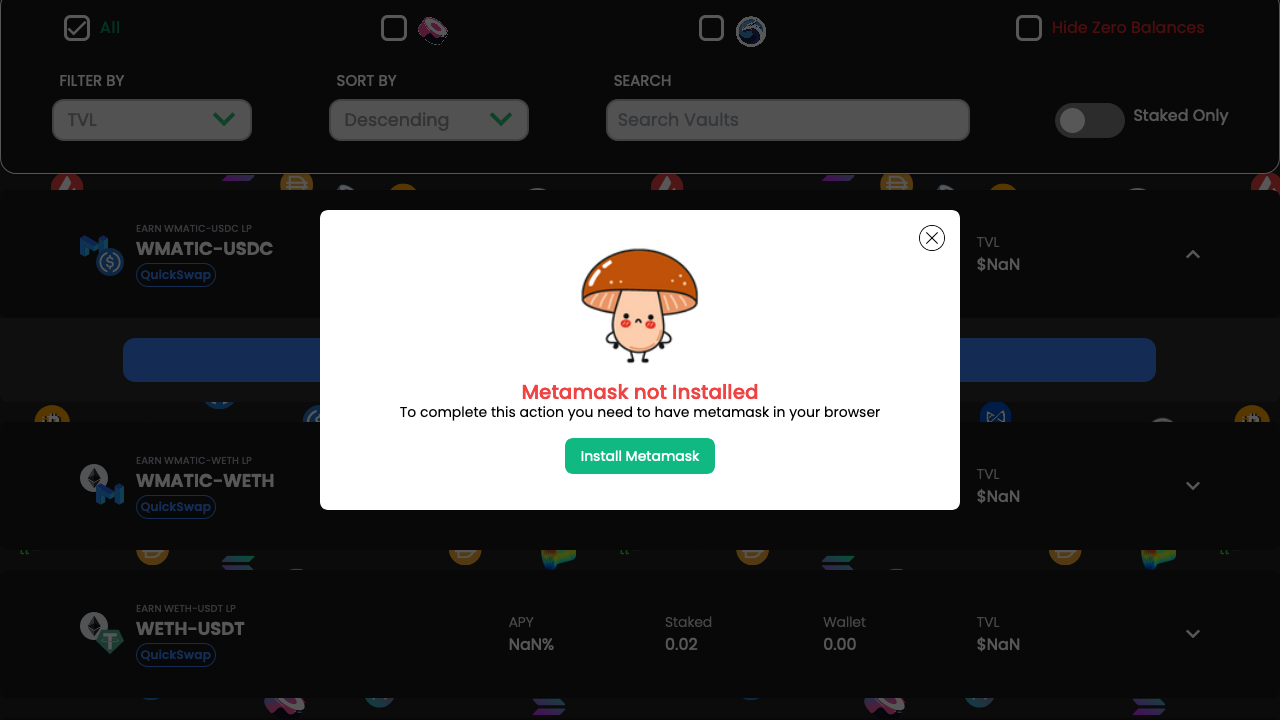 All
Hide Zero Balances
FILTER BY
SORT BY
SEARCH
TVL
Descending
Search Vaults
Staked Only
EARN WMATIC-USDC LP
WMATIC-USDC
QuickSwap
TVL
$NaN
Metamask not Installed
To complete this action you need to have metamask in your browser
Install Metamask
EARN WMATIC-WETH LP
WMATIC-WETH
QuickSwap
TVL
$NaN
EARN WETH-USDT LP
WETH-USDT
QuickSwap
APY
NaN%
Staked
0.02
Wallet
0.00
TVL
$NaN